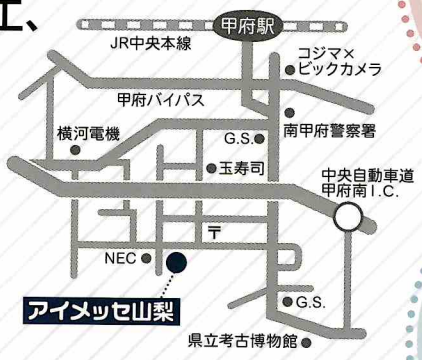 工、
甲府駅
JR中央本線
コジマ×
ビックカメラ
甲府バイパス
横河電機
G.S.
南甲府警察署
玉寿司
中央自動車道
甲府南I.C.
〒
NEC
アイメッセ山梨
G.S.
県立考古博物館